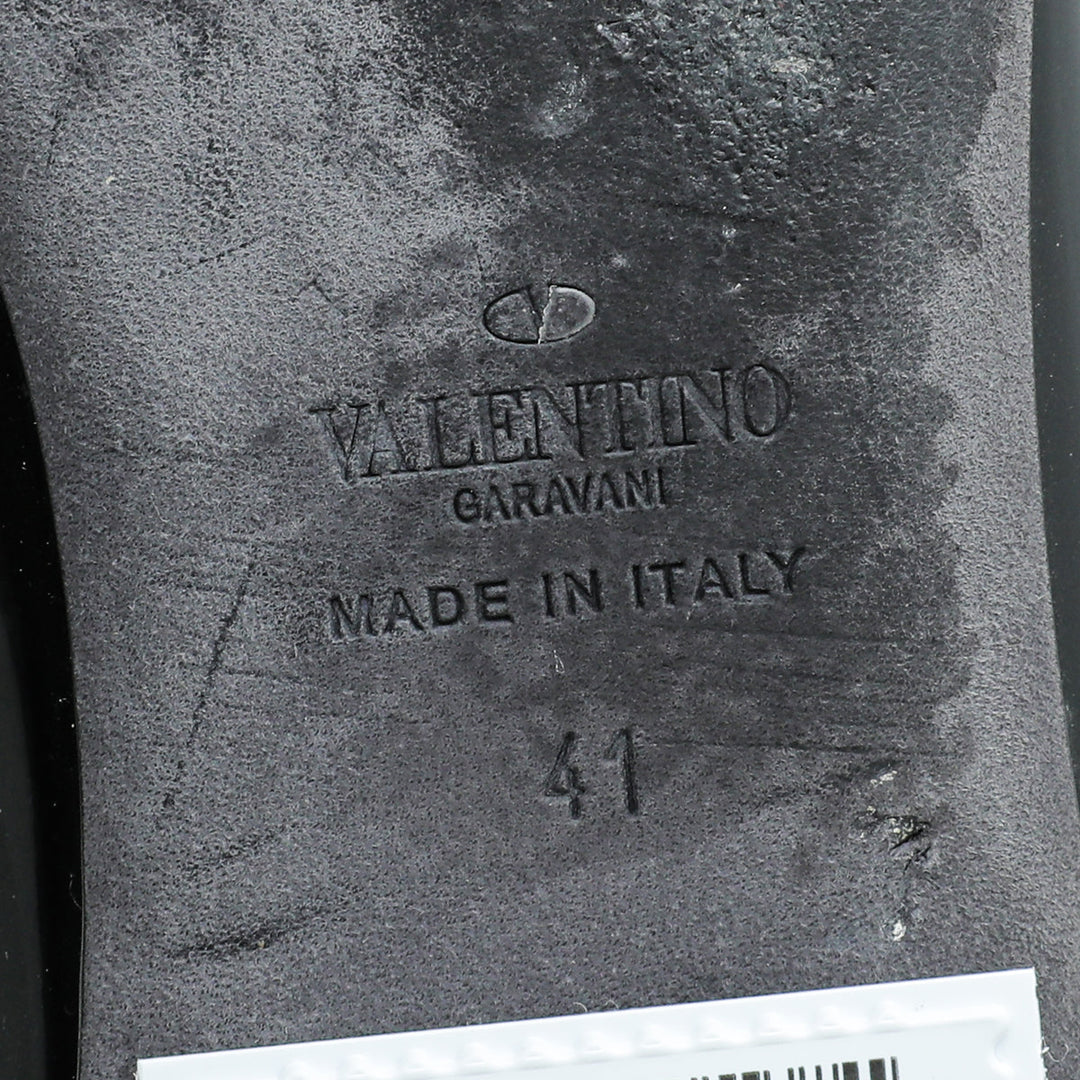 V
VALENTINO
GARAVANI
MADE IN ITALY
41